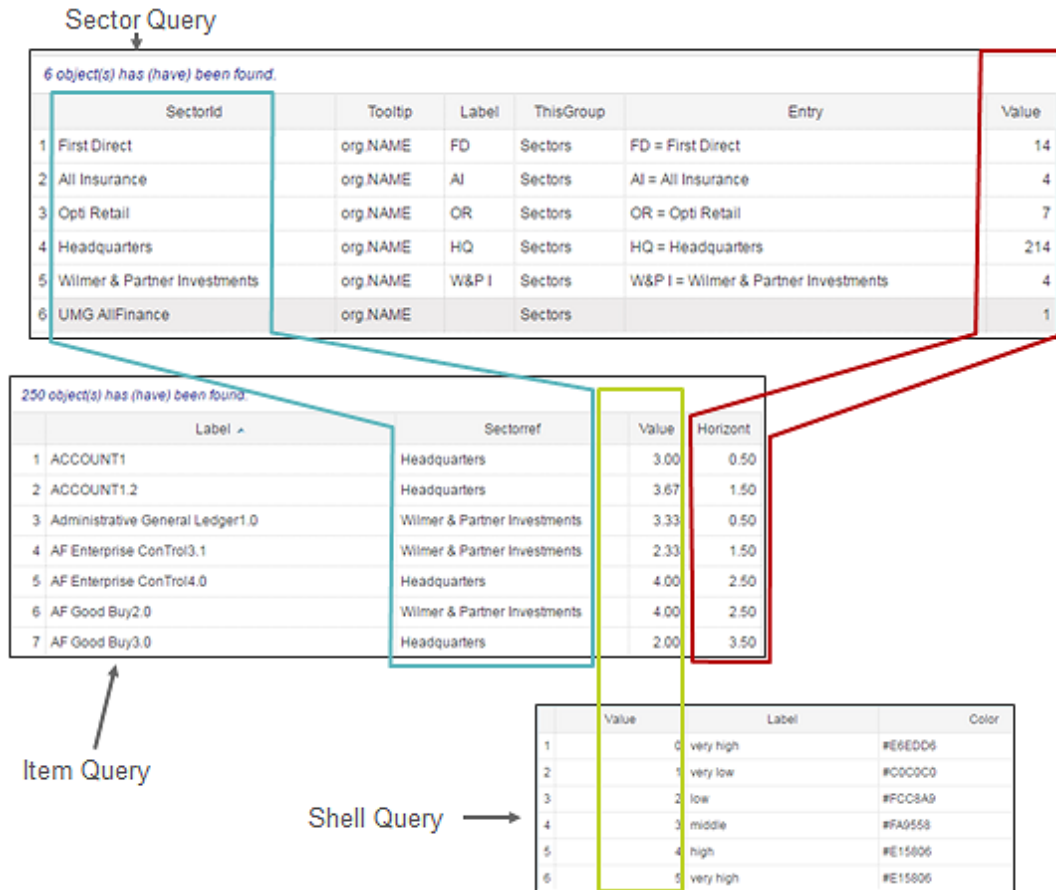 Sector Query
6 object(s) has (have) been found.
SectorId Tooltip Label ThisGroup Entry Value
1 First Direct org.NAME FD Sectors FD = First Direct 14
2 All Insurance org.NAME AI Sectors AI = All Insurance 4
3 Opti Retail org.NAME OR Sectors OR = Opti Retail 7
4 Headquarters org.NAME HQ Sectors HQ = Headquarters 214
5 Wilmer & Partner Investments org.NAME W&P I Sectors W&P I = Wilmer & Partner Investments 4
6 UMG AllFinance org.NAME Sectors 1
250 object(s) has (have) been found.
Label Sectorref Value Horizont
1 ACCOUNT1 Headquarters 3.00 0.50
2 ACCOUNT1.2 Headquarters 3.67 1.50
3 Administrative General Ledger1.0 Wilmer & Partner Investments 3.33 0.50
4 AF Enterprise ConTrol3.1 Wilmer & Partner Investments 2.33 1.50
5 AF Enterprise ConTrol4.0 Headquarters 4.00 2.50
6 AF Good Buy2.0 Wilmer & Partner Investments 4.00 2.50
7 AF Good Buy3.0 Headquarters 2.00 3.50
Item Query
Shell Query
Value Label Color
1 0 very high #E6EDD6
2 1 very low #C0C0C0
3 2 low #FCC8A9
4 3 middle #FA9558
5 4 high #E15806
6 5 very high #E15806